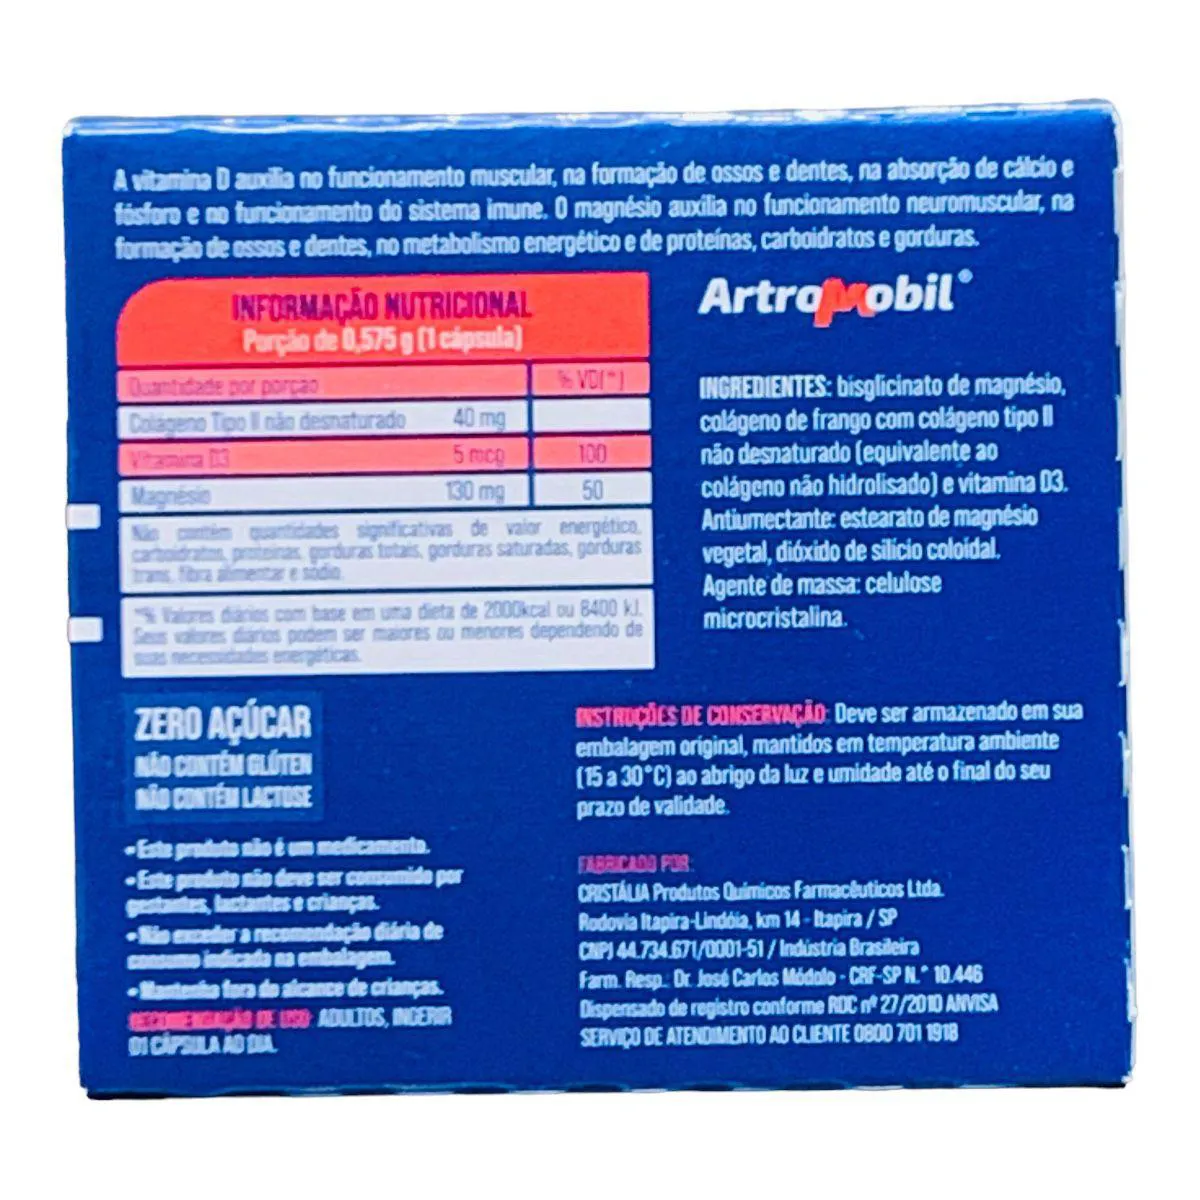 A vitamina D auxilia no funcionamento muscular, na formação de ossos e dentes, na absorção de cálcio e
fósforo e no funcionamento do sistema imune. O magnésio auxilia no funcionamento neuromuscular, na
formação de ossos e dentes, no metabolismo energético e de proteínas, carboidratos e gorduras.
INFORMAÇÃO NUTRICIONAL
Porção de 0,575 g (1 cápsula)
Quantidade por porção % VD(*)
Colágeno Tipo II não desnaturado 40 mg
Vitamina D3 5 mcg 100
Magnésio 130 mg 50
Não contém quantidades significativas de valor energético,
carboidratos, proteínas, gorduras totais, gorduras saturadas, gorduras
trans, fibra alimentar e sódio.
*% Valores diários com base em uma dieta de 2000kcal ou 8400 kJ.
Seus valores diários podem ser maiores ou menores dependendo de
suas necessidades energéticas.
ArtroMobil®
INGREDIENTES: bisglicinato de magnésio,
colágeno de frango com colágeno tipo II
não desnaturado (equivalente ao
colágeno não hidrolisado) e vitamina D3.
Antiumectante: estearato de magnésio
vegetal, dióxido de silício coloidal.
Agente de massa: celulose
microcristalina.
ZERO AÇÚCAR
NÃO CONTÉM GLÚTEN
NÃO CONTÉM LACTOSE
• Este produto não é um medicamento.
• Este produto não deve ser consumido por
gestantes, lactantes e crianças.
• Não exceder a recomendação diária de
consumo indicada na embalagem.
• Mantenha fora do alcance de crianças.
RECOMENDAÇÃO DE USO: ADULTOS, INGERIR
01 CÁPSULA AO DIA.
INSTRUÇÕES DE CONSERVAÇÃO: Deve ser armazenado em sua
embalagem original, mantidos em temperatura ambiente
(15 a 30°C) ao abrigo da luz e umidade até o final do seu
prazo de validade.
FABRICADO POR:
CRISTÁLIA Produtos Químicos Farmacêuticos Ltda.
Rodovia Itapira-Lindóia, km 14 - Itapira / SP
CNPJ 44.734.671/0001-51 / Indústria Brasileira
Farm. Resp.: Dr. José Carlos Módolo - CRF-SP N.° 10.446
Dispensado de registro conforme RDC nº 27/2010 ANVISA
SERVIÇO DE ATENDIMENTO AO CLIENTE 0800 701 1918